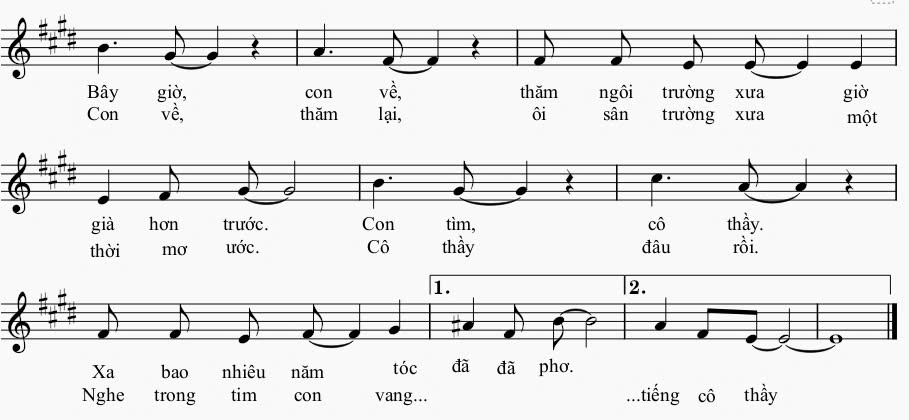 Bây giờ, con về, thăm ngôi trường xưa giờ
Con về, thăm lại, ôi sân trường xưa một
già hơn trước. Con tìm, cô thầy.
thời mơ ước. Cô thầy đâu rồi.
1. 2.
Xa bao nhiêu năm tóc đã đã phơ.
Nghe trong tim con vang... ...tiếng cô thầy